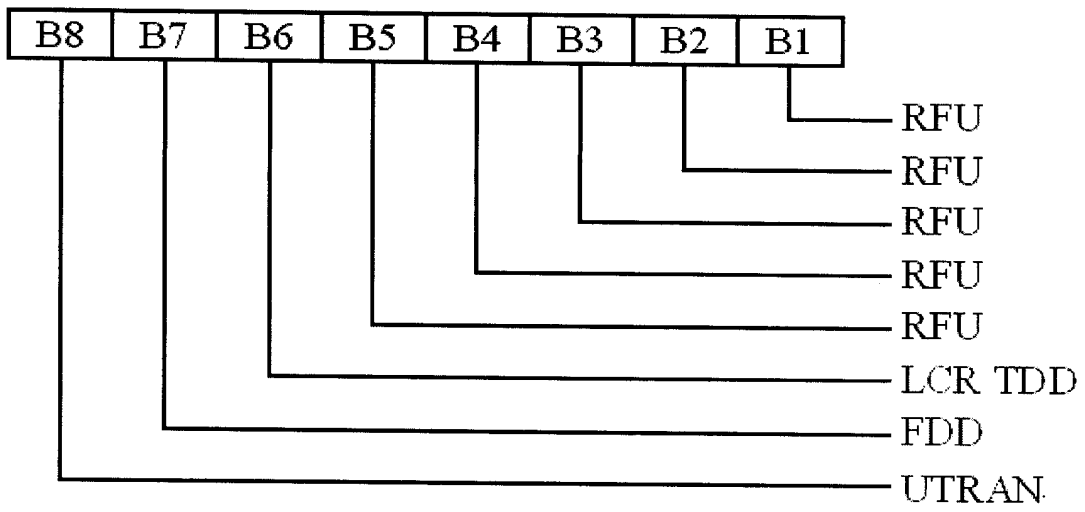 B8 B7 B6 B5 B4 B3 B2 B1
RFU
RFU
RFU
RFU
RFU
LCR TDD
FDD
UTRAN